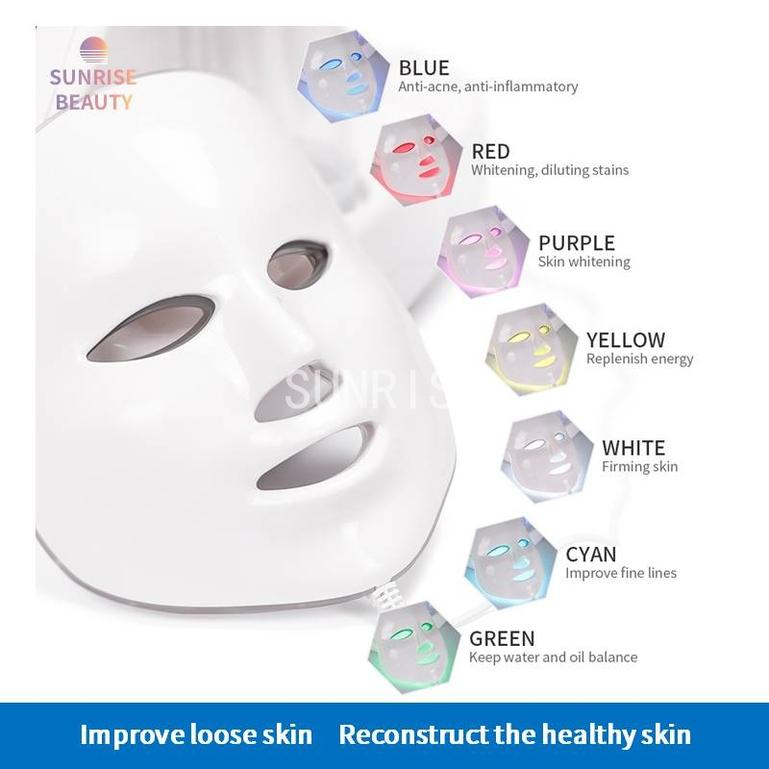 SUNRISE
BEAUTY
BLUE
Anti-acne, anti-inflammatory
RED
Whitening, diluting stains
PURPLE
Skin whitening
YELLOW
Replenish energy
SUNRIS
WHITE
Firming skin
CYAN
Improve fine lines
GREEN
Keep water and oil balance
Improve loose skin Reconstruct the healthy skin